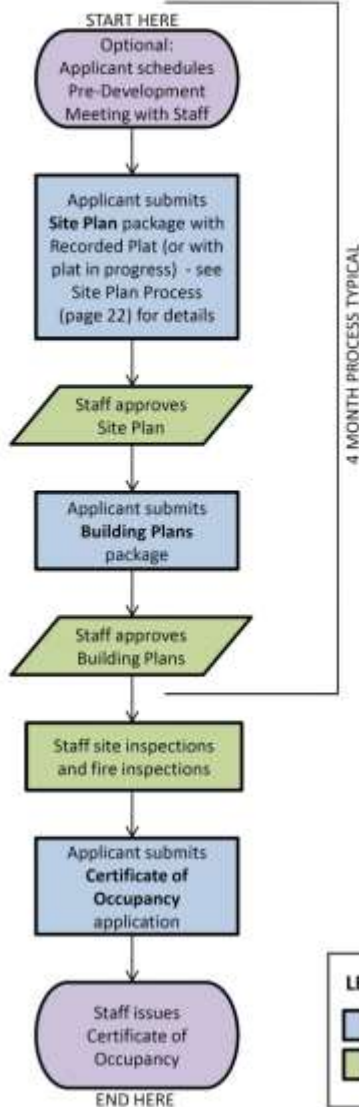 START HERE
Optional:
Applicant schedules
Pre-Development
Meeting with Staff
Applicant submits
Site Plan package with
Recorded Plat (or with
plat in progress) - see
Site Plan Process
(page 22) for details
Staff approves
Site Plan
Applicant submits
Building Plans
package
Staff approves
Building Plans
4 MONTH PROCESS TYPICAL
Staff site inspections
and fire inspections
Applicant submits
Certificate of
Occupancy
application
Staff issues
Certificate of
Occupancy
END HERE